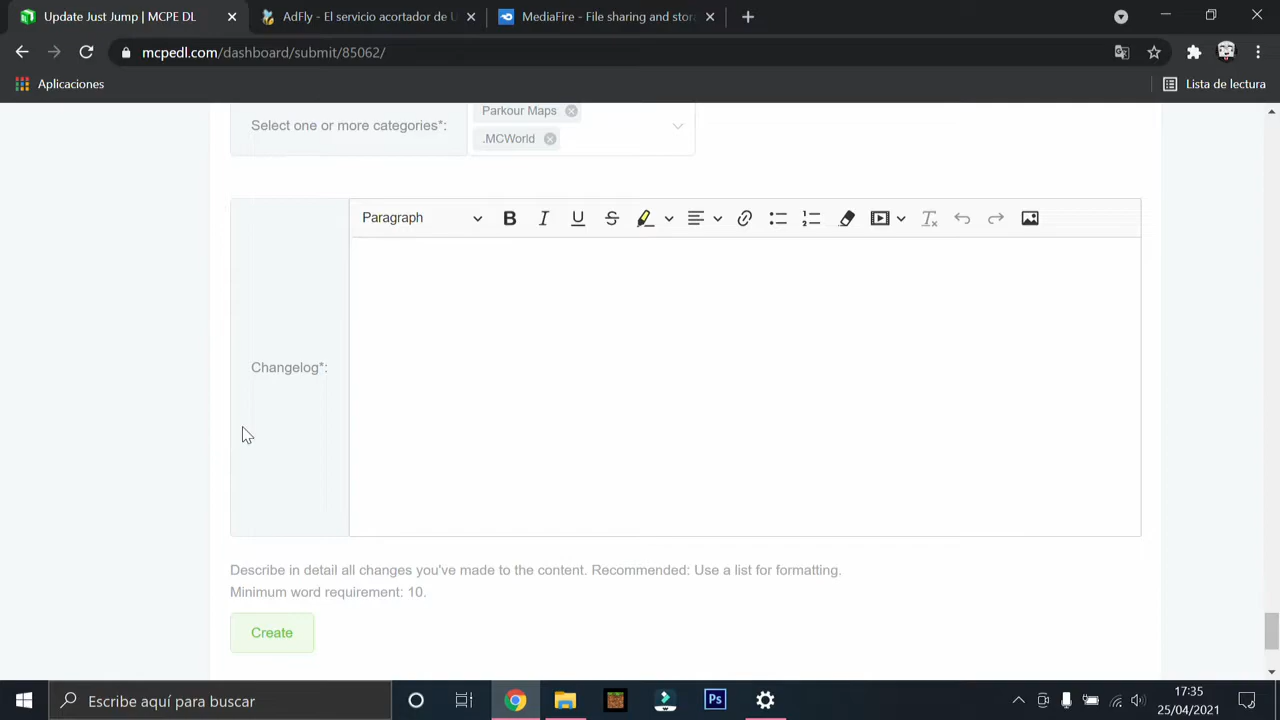 Update Just Jump | MCPE DL
AdFly - El servicio acortador de U
MediaFire - File sharing and stor
mcpedl.com/dashboard/submit/85062/
Aplicaciones
Lista de lectura
Select one or more categories*:
Parkour Maps
.MCWorld
Paragraph
Changelog*:
Describe in detail all changes you've made to the content. Recommended: Use a list for formatting.
Minimum word requirement: 10.
Create
Escribe aquí para buscar
Ps
17:35
25/04/2021